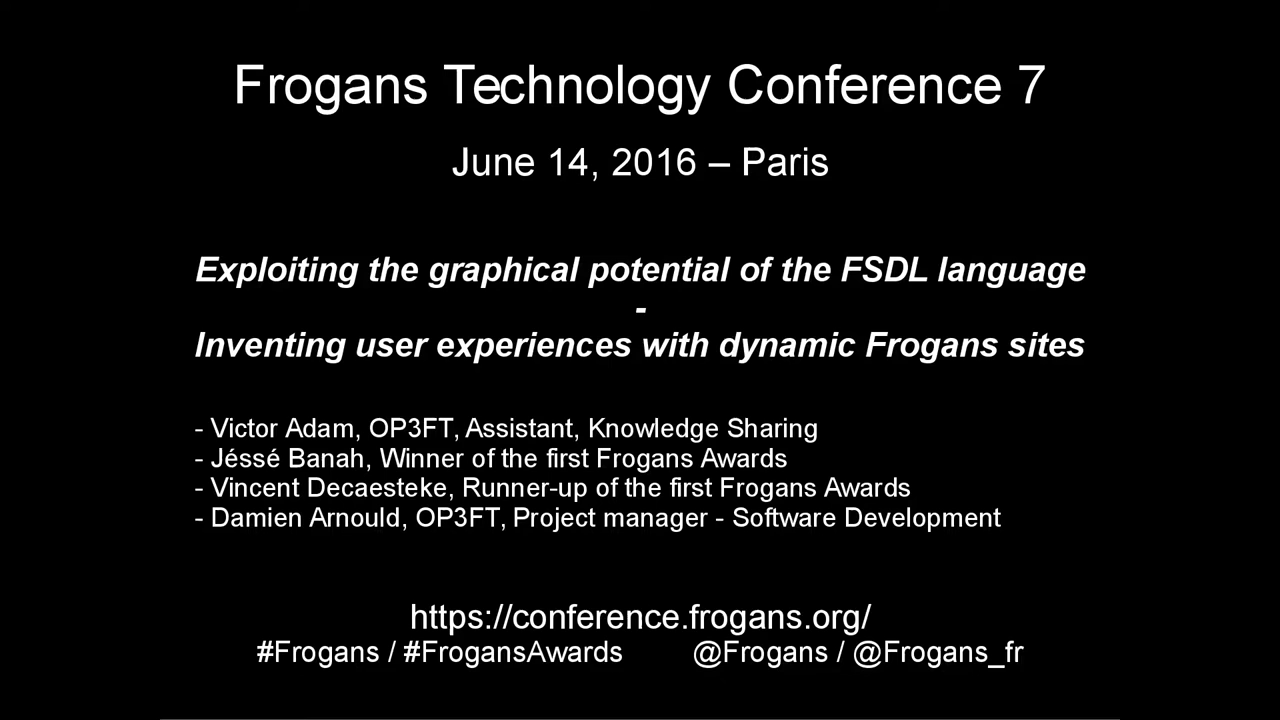 Frogans Technology Conference 7
June 14, 2016 – Paris
Exploiting the graphical potential of the FSDL language
-
Inventing user experiences with dynamic Frogans sites
- Victor Adam, OP3FT, Assistant, Knowledge Sharing
- Jéssé Banah, Winner of the first Frogans Awards
- Vincent Decaesteke, Runner-up of the first Frogans Awards
- Damien Arnould, OP3FT, Project manager - Software Development
https://conference.frogans.org/
#Frogans / #FrogansAwards @Frogans / @Frogans_fr